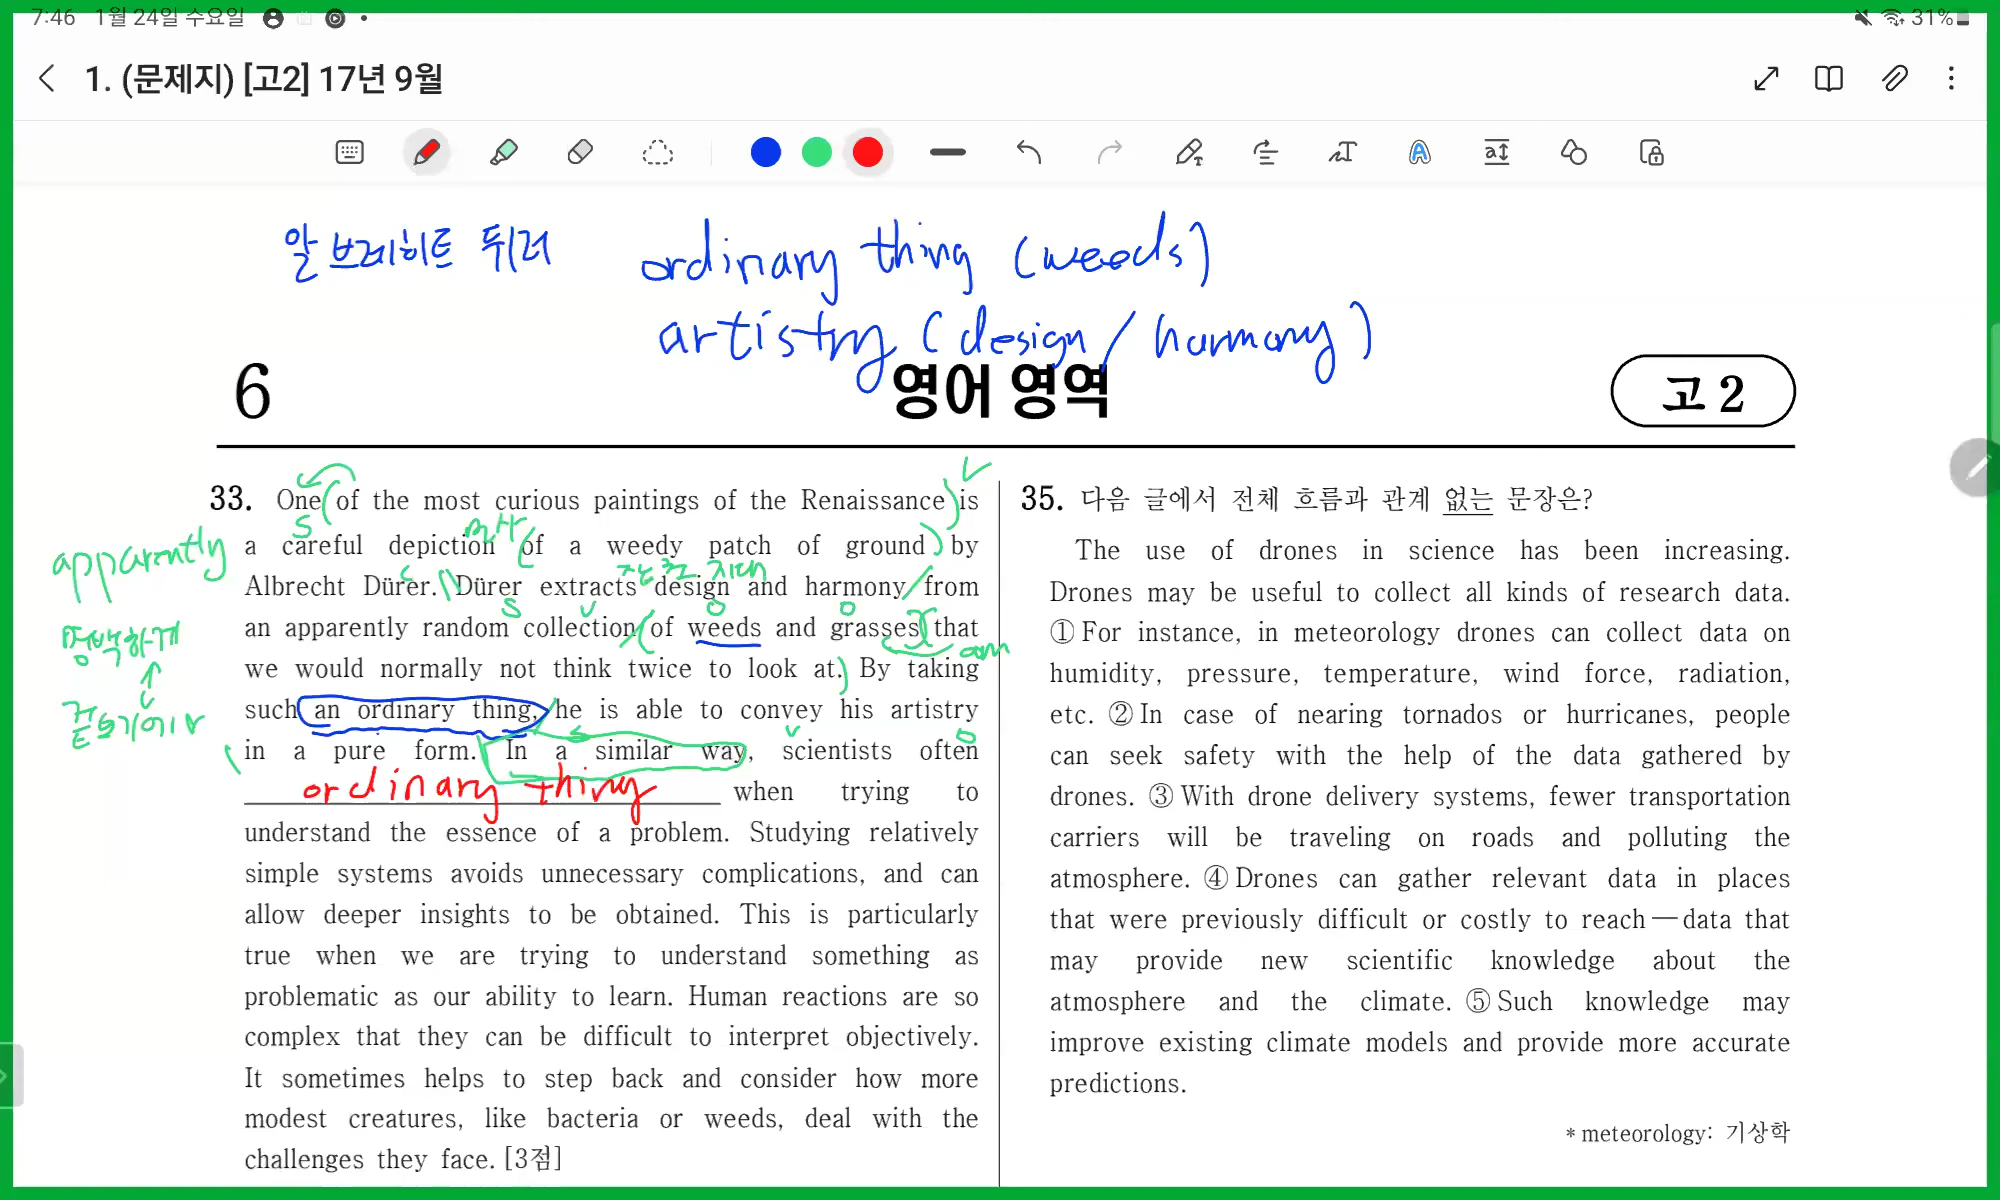 7:46 1월 24일 수요일
31%
1. (문제지) [고2] 17년 9월
알브레히트 뒤러
ordinary thing (weeds)
artistry (design / harmony)
6
영어 영역
고2
33. One of the most curious paintings of the Renaissance is
a careful depiction of a weedy patch of ground by
Albrecht Dürer. Dürer extracts design and harmony from
an apparently random collection of weeds and grasses that
we would normally not think twice to look at. By taking
such an ordinary thing, he is able to convey his artistry
in a pure form. In a similar way, scientists often
ordinary thing
when trying to
understand the essence of a problem. Studying relatively
simple systems avoids unnecessary complications, and can
allow deeper insights to be obtained. This is particularly
true when we are trying to understand something as
problematic as our ability to learn. Human reactions are so
complex that they can be difficult to interpret objectively.
It sometimes helps to step back and consider how more
modest creatures, like bacteria or weeds, deal with the
challenges they face. [3점]
apparently
명백하게
겉보기에
묘사
잡초 지대
S
S
V
O
O
S
V
O
35. 다음 글에서 전체 흐름과 관계 없는 문장은?
The use of drones in science has been increasing.
Drones may be useful to collect all kinds of research data.
① For instance, in meteorology drones can collect data on
humidity, pressure, temperature, wind force, radiation,
etc. ② In case of nearing tornados or hurricanes, people
can seek safety with the help of the data gathered by
drones. ③ With drone delivery systems, fewer transportation
carriers will be traveling on roads and polluting the
atmosphere. ④ Drones can gather relevant data in places
that were previously difficult or costly to reach — data that
may provide new scientific knowledge about the
atmosphere and the climate. ⑤ Such knowledge may
improve existing climate models and provide more accurate
predictions.
* meteorology: 기상학